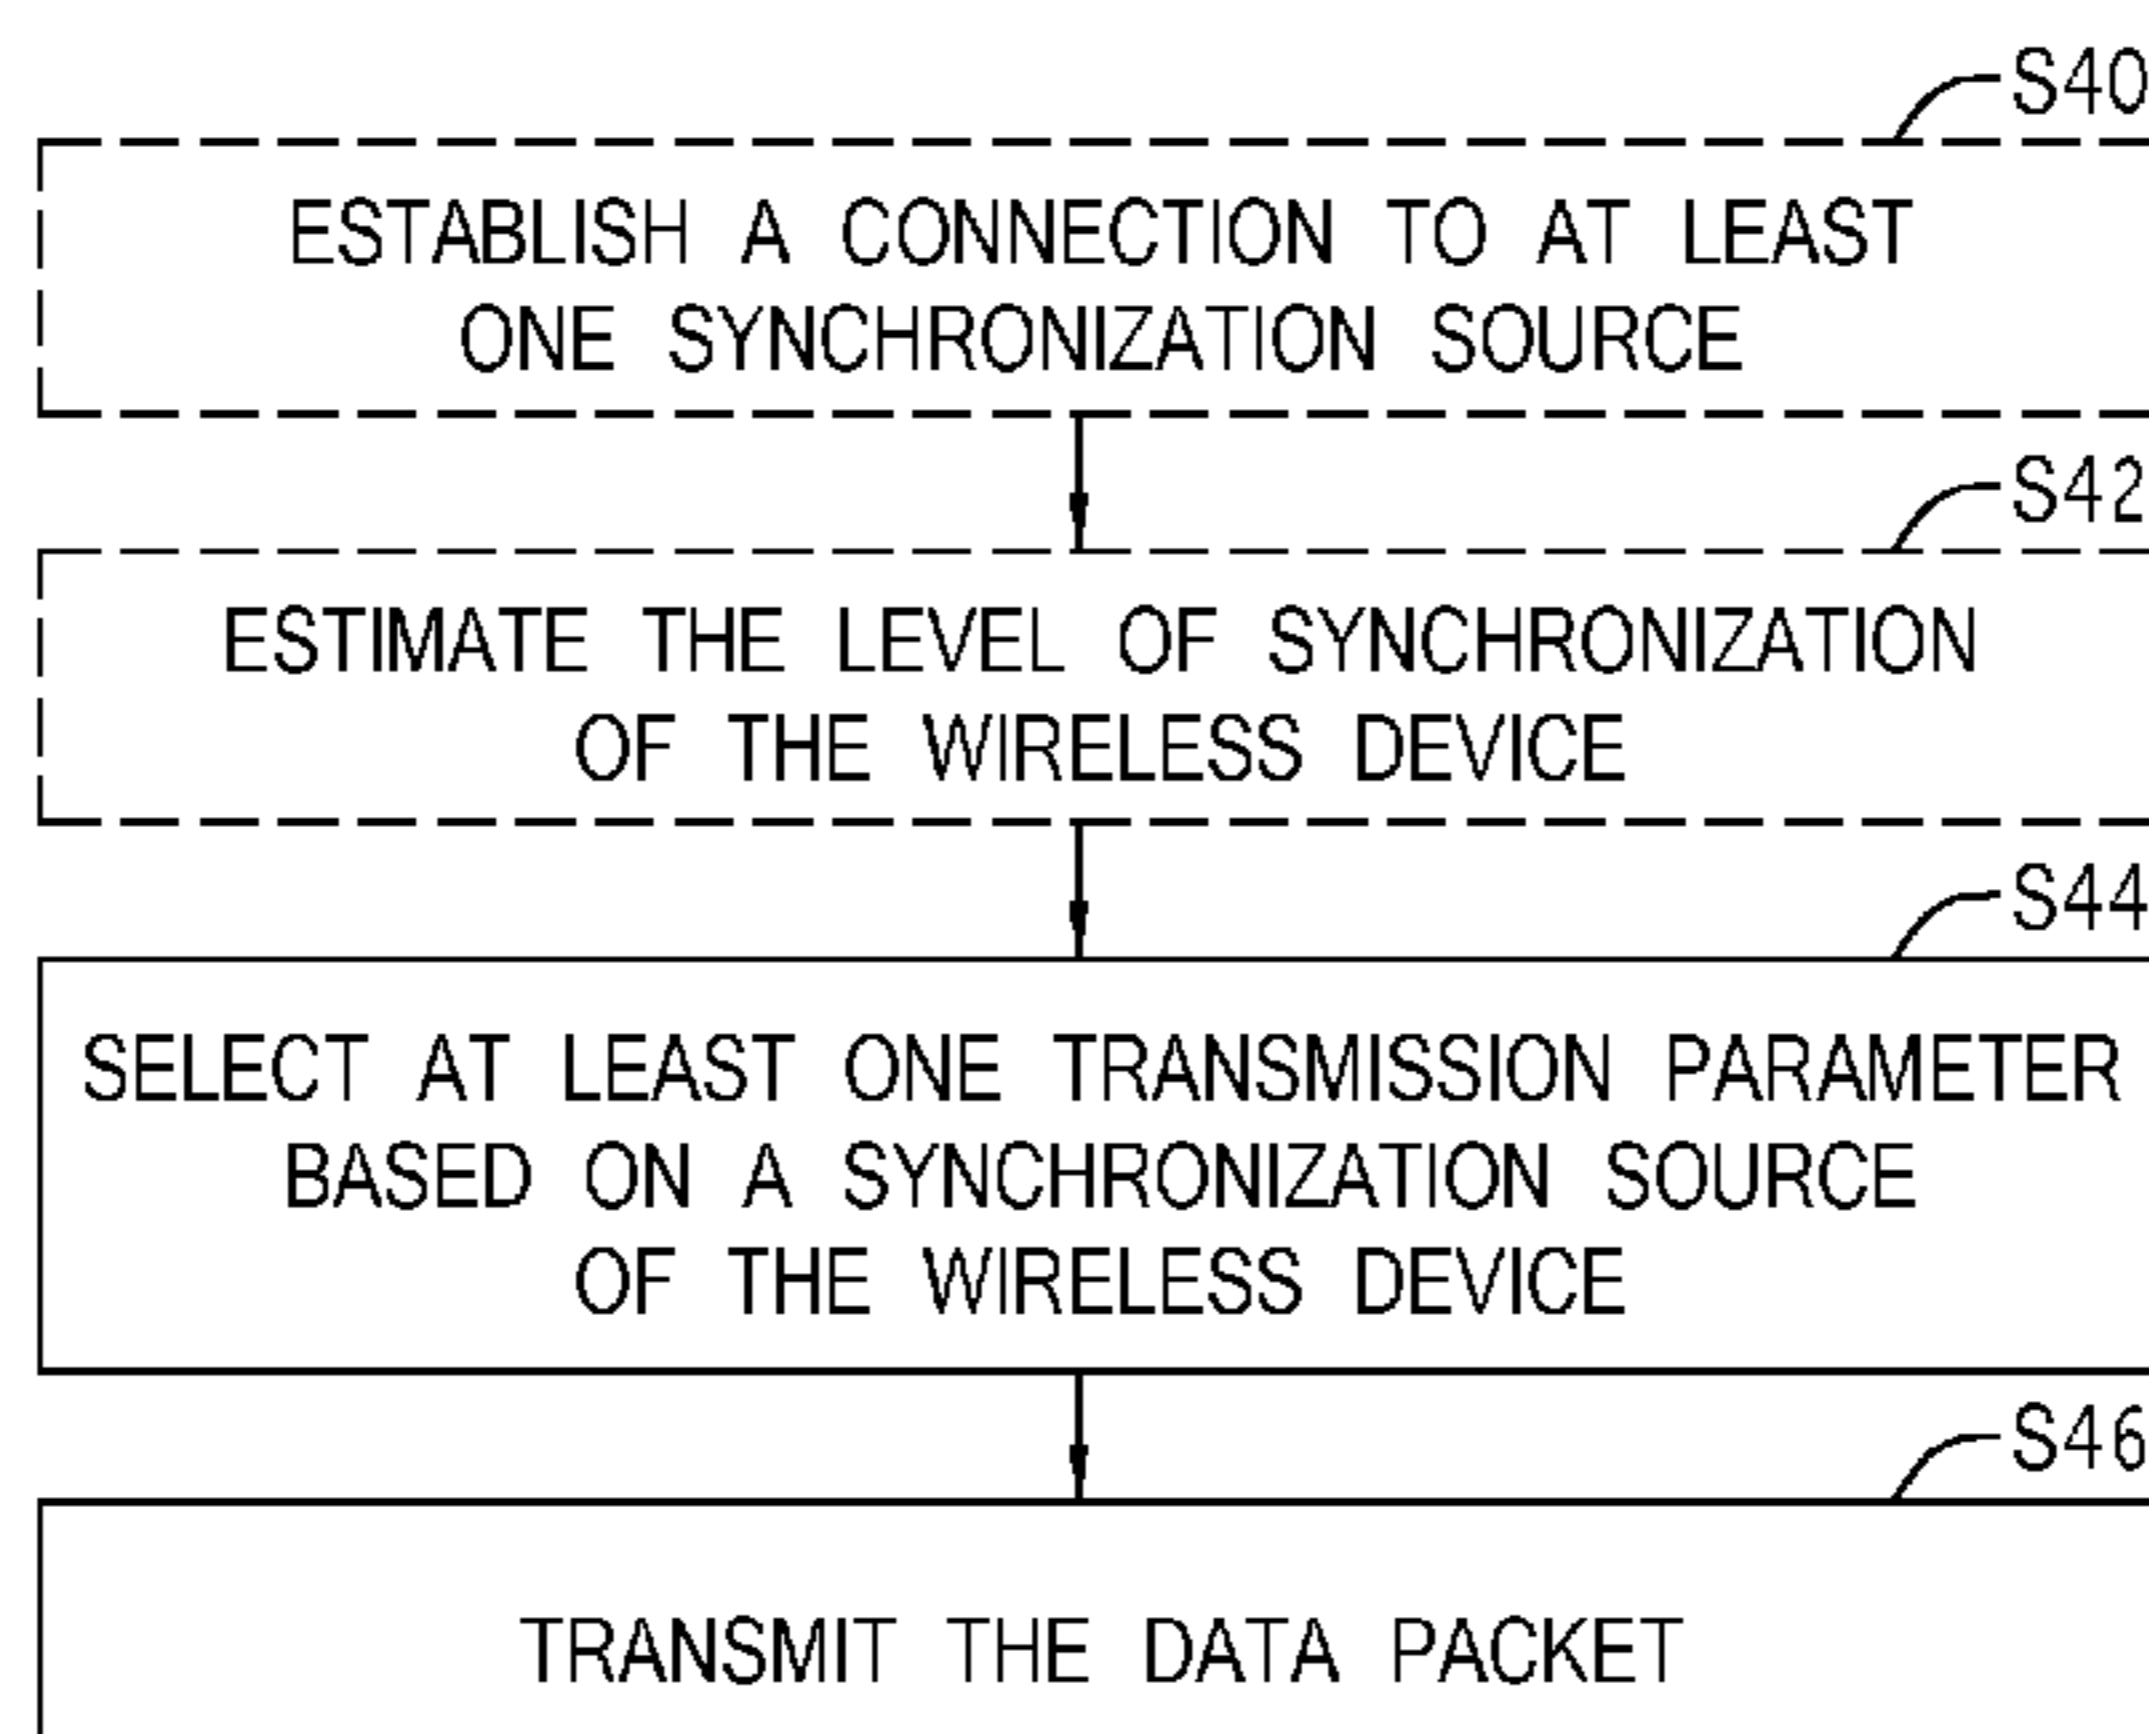 S40
ESTABLISH A CONNECTION TO AT LEAST
ONE SYNCHRONIZATION SOURCE
S42
ESTIMATE THE LEVEL OF SYNCHRONIZATION
OF THE WIRELESS DEVICE
S44
SELECT AT LEAST ONE TRANSMISSION PARAMETER
BASED ON A SYNCHRONIZATION SOURCE
OF THE WIRELESS DEVICE
S46
TRANSMIT THE DATA PACKET